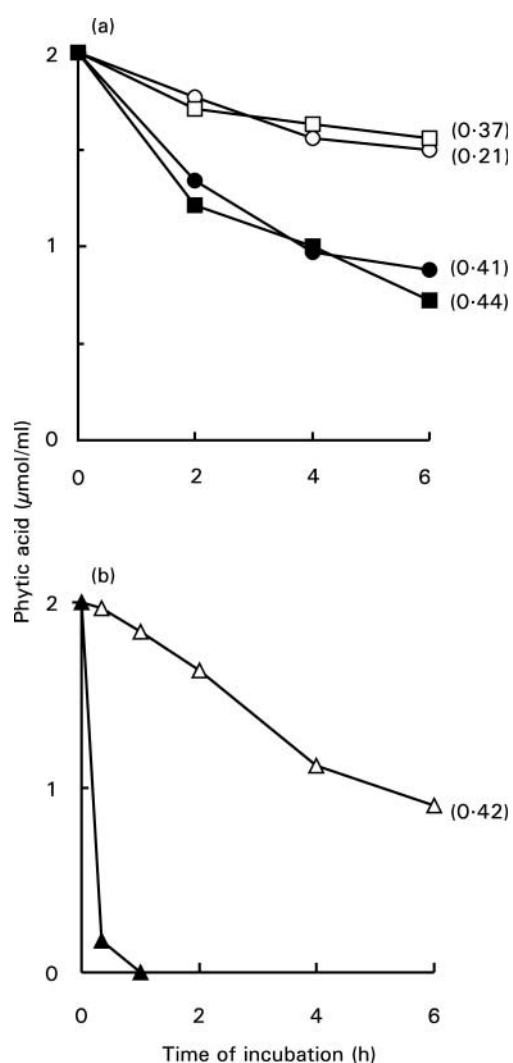 (a)
2
(0·37)
(0·21)
1
(0·41)
(0·44)
0
0 2 4 6
Phytic acid (µmol/ml)
(b)
2
1
(0·42)
0
0 2 4 6
Time of incubation (h)